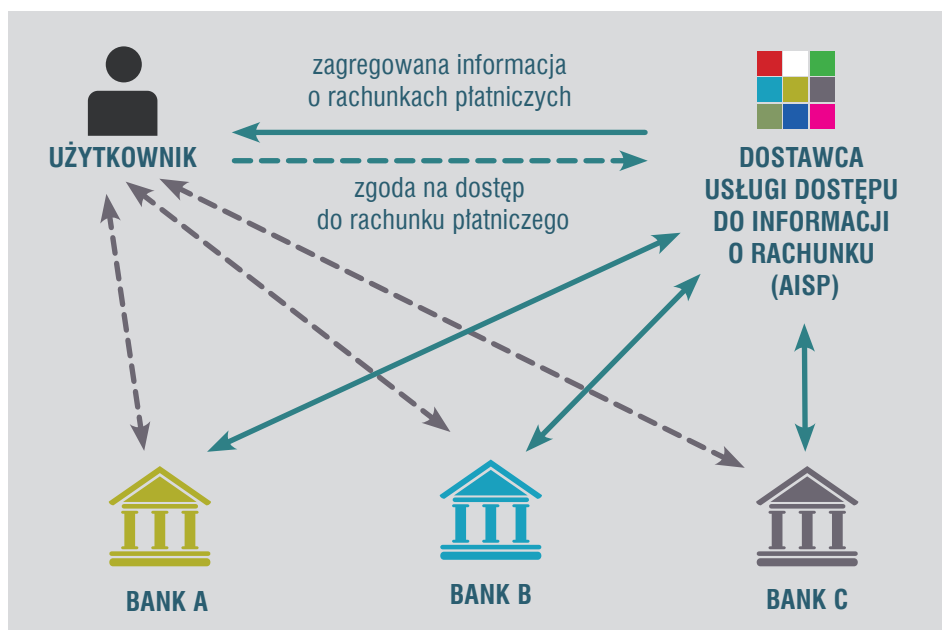 zagregowana informacja
o rachunkach płatniczych
UŻYTKOWNIK
zgoda na dostęp
do rachunku płatniczego
DOSTAWCA
USŁUGI DOSTĘPU
DO INFORMACJI
O RACHUNKU
(AISP)
BANK A
BANK B
BANK C